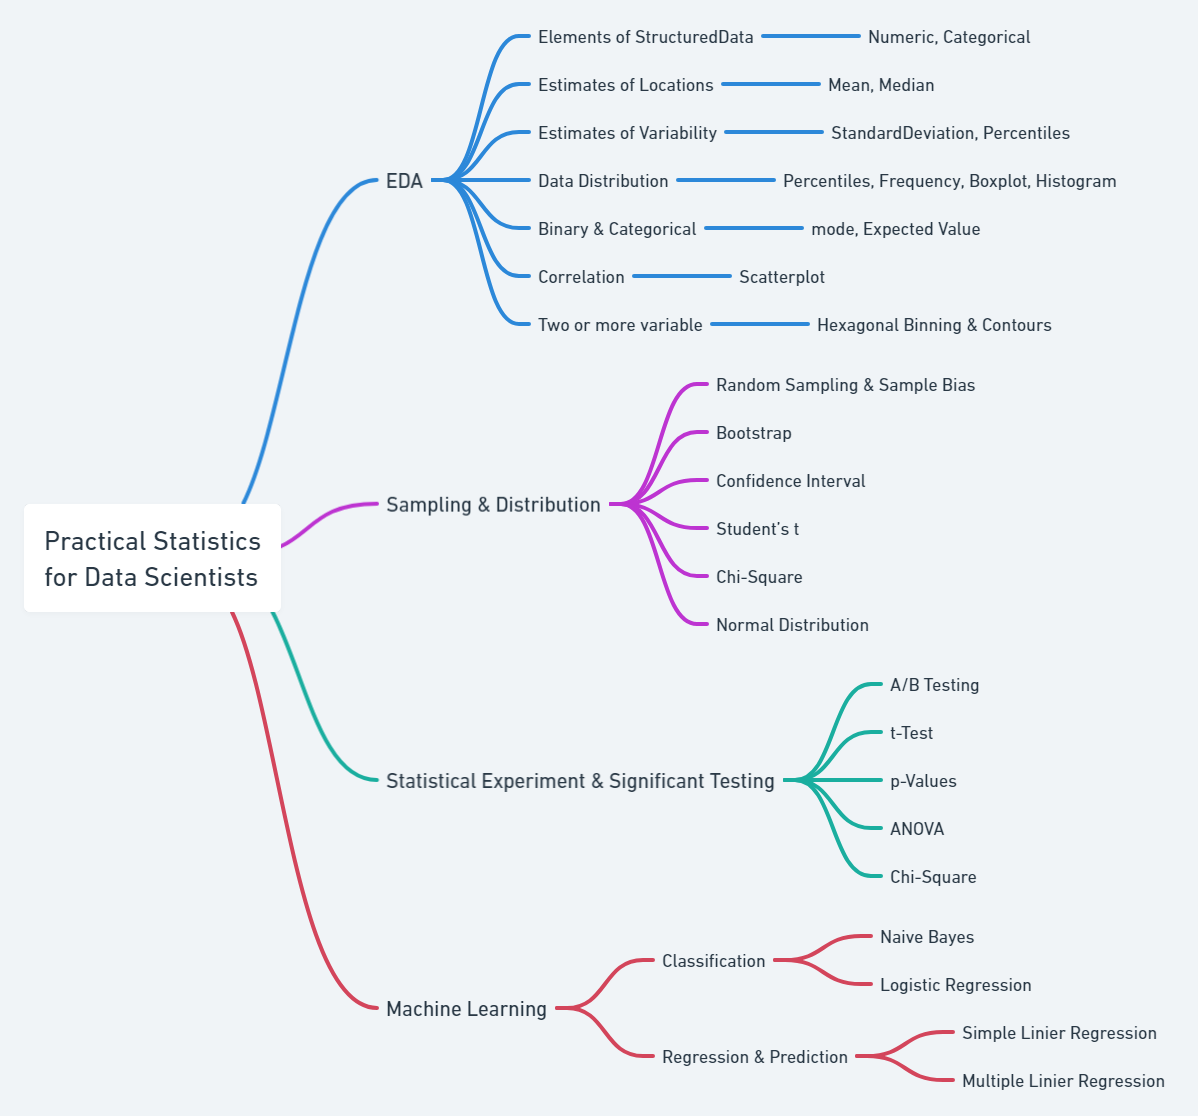 Practical Statistics
for Data Scientists
EDA
Elements of StructuredData
Numeric, Categorical
Estimates of Locations
Mean, Median
Estimates of Variability
StandardDeviation, Percentiles
Data Distribution
Percentiles, Frequency, Boxplot, Histogram
Binary & Categorical
mode, Expected Value
Correlation
Scatterplot
Two or more variable
Hexagonal Binning & Contours
Sampling & Distribution
Random Sampling & Sample Bias
Bootstrap
Confidence Interval
Student’s t
Chi-Square
Normal Distribution
Statistical Experiment & Significant Testing
A/B Testing
t-Test
p-Values
ANOVA
Chi-Square
Machine Learning
Classification
Naive Bayes
Logistic Regression
Regression & Prediction
Simple Linier Regression
Multiple Linier Regression